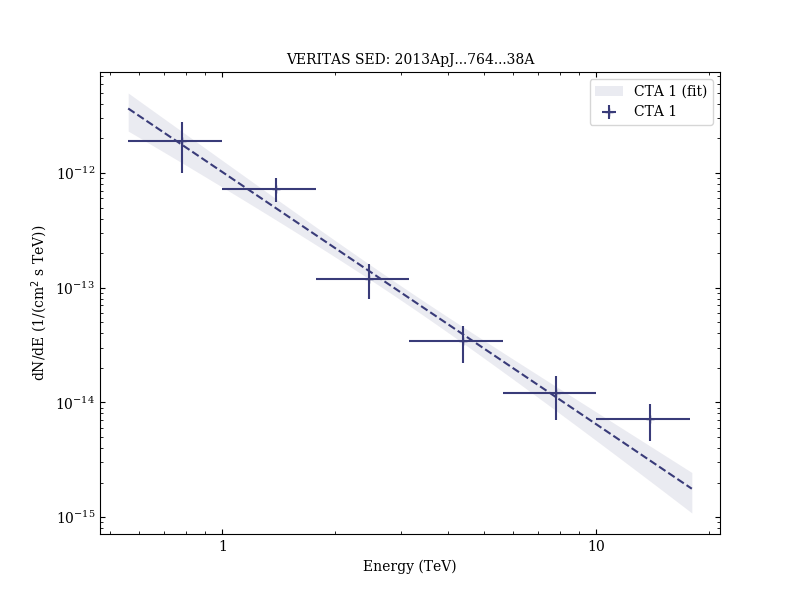 VERITAS SED: 2013ApJ...764...38A
CTA 1 (fit)
CTA 1
dN/dE (1/(cm² s TeV))
10⁻¹²
10⁻¹³
10⁻¹⁴
10⁻¹⁵
1
10
Energy (TeV)